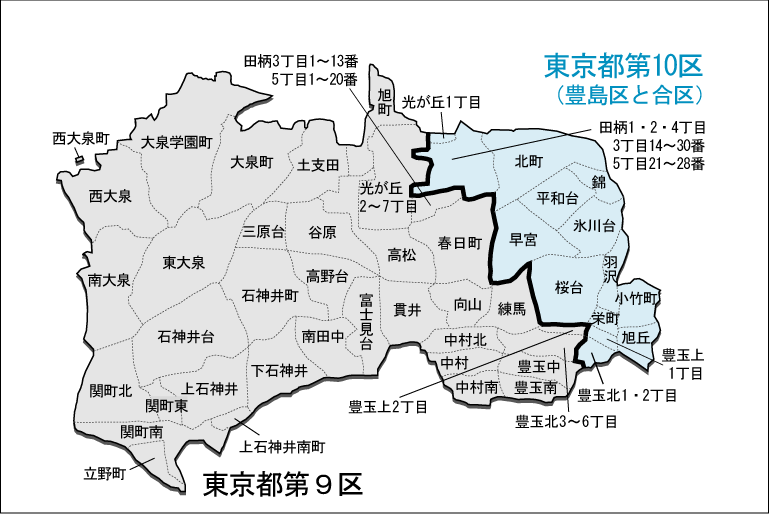 田柄3丁目1～13番
5丁目1～20番
東京都第10区
（豊島区と合区）
旭町
光が丘1丁目
田柄1・2・4丁目
3丁目14～30番
5丁目21～28番
西大泉町
大泉学園町
大泉町
土支田
北町
錦
光が丘
2～7丁目
西大泉
平和台
氷川台
三原台
谷原
春日町
早宮
高松
東大泉
羽沢
南大泉
高野台
桜台
石神井町
小竹町
富士見台
貫井
向山
練馬
栄町
石神井台
南田中
中村北
旭丘
豊玉上
1丁目
中村
豊玉中
下石神井
関町北
上石神井
中村南
豊玉南
豊玉北1・2丁目
関町東
豊玉上2丁目
豊玉北3～6丁目
関町南
上石神井南町
立野町
東京都第９区